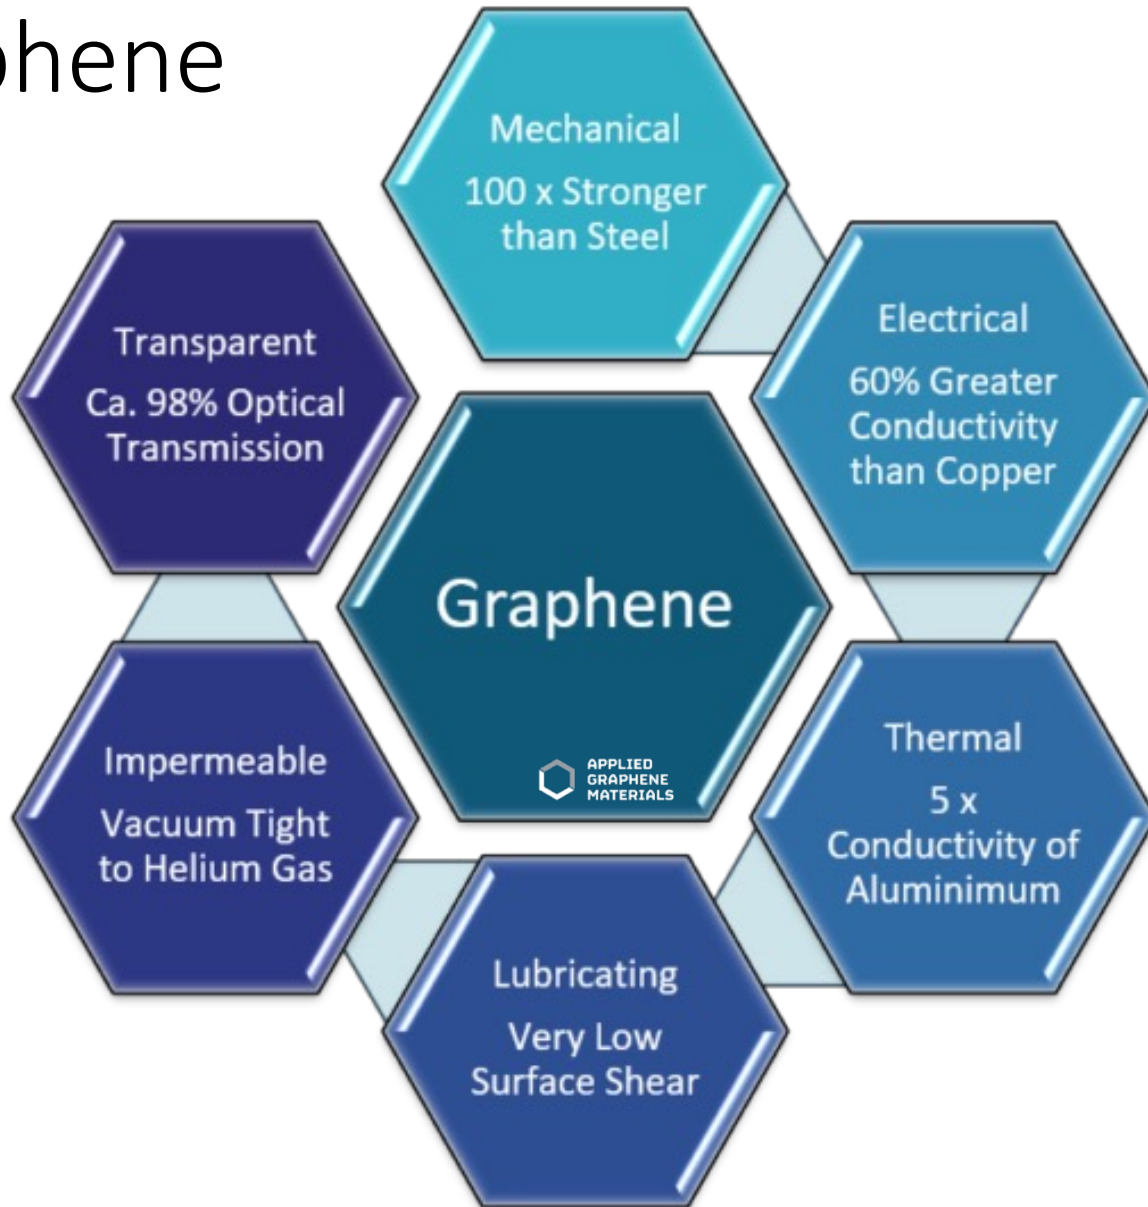 phene
Mechanical
100 x Stronger
than Steel
Electrical
60% Greater
Conductivity
than Copper
Thermal
5 x
Conductivity of
Aluminimum
Lubricating
Very Low
Surface Shear
Impermeable
Vacuum Tight
to Helium Gas
Transparent
Ca. 98% Optical
Transmission
Graphene
APPLIED
GRAPHENE
MATERIALS